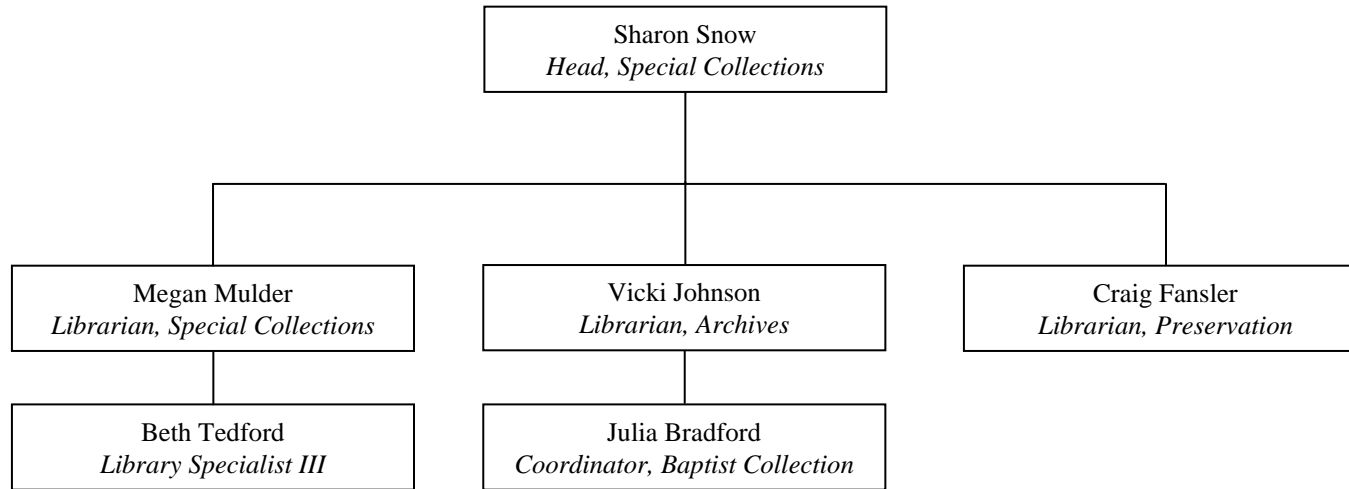 Sharon Snow
Head, Special Collections
Megan Mulder
Librarian, Special Collections
Vicki Johnson
Librarian, Archives
Craig Fansler
Librarian, Preservation
Beth Tedford
Library Specialist III
Julia Bradford
Coordinator, Baptist Collection